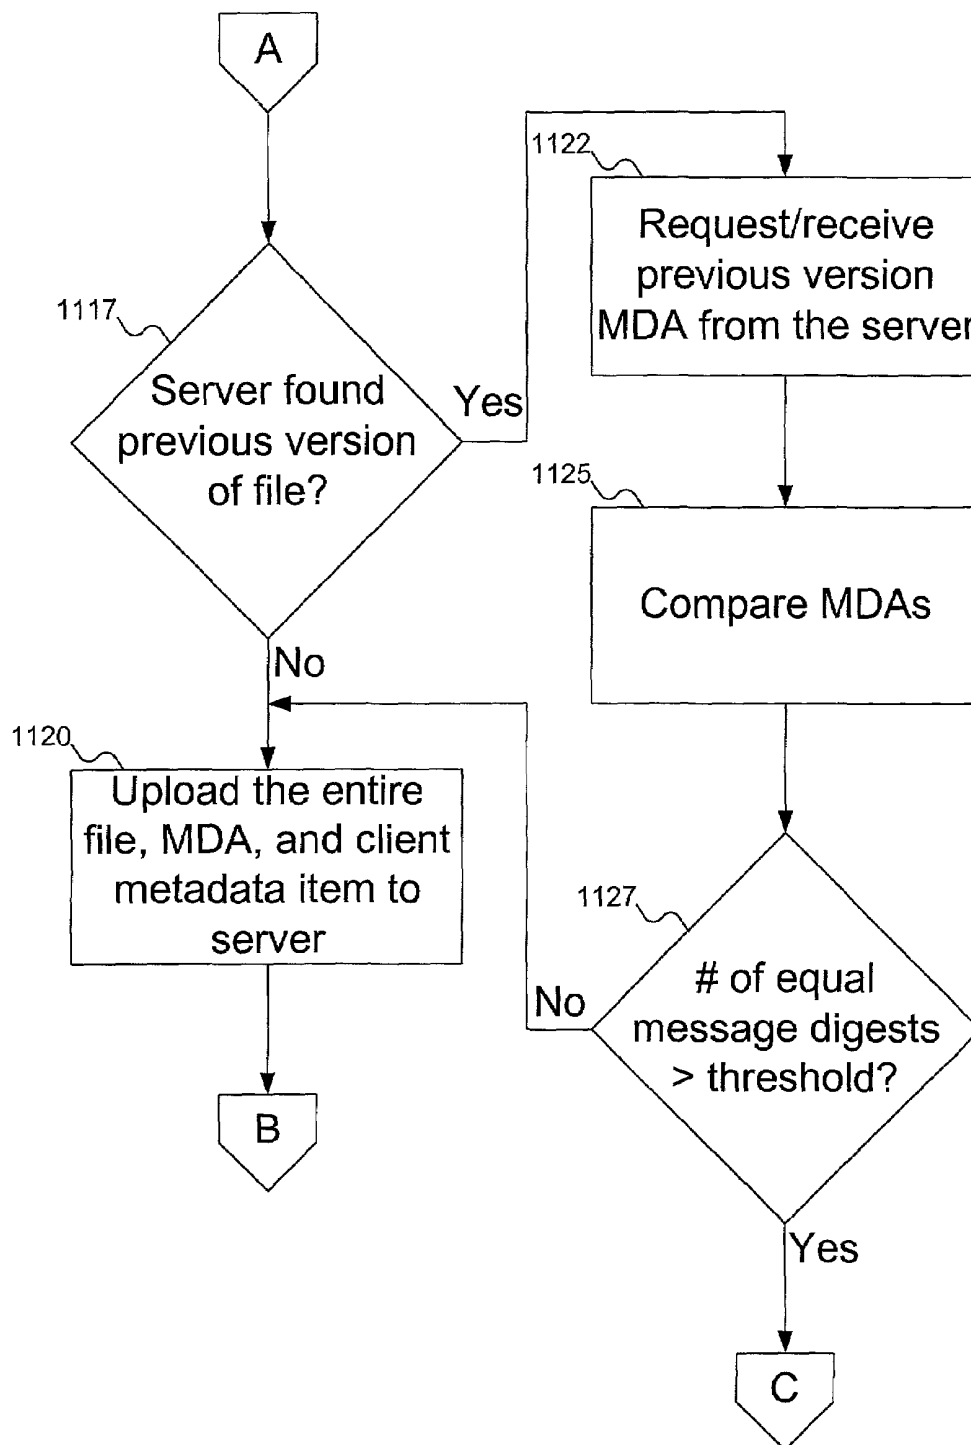 A
1117
Server found
previous version
of file?
Yes
No
1122
Request/receive
previous version
MDA from the server
1125
Compare MDAs
1127
# of equal
message digests
> threshold?
No
Yes
1120
Upload the entire
file, MDA, and client
metadata item to
server
B
C